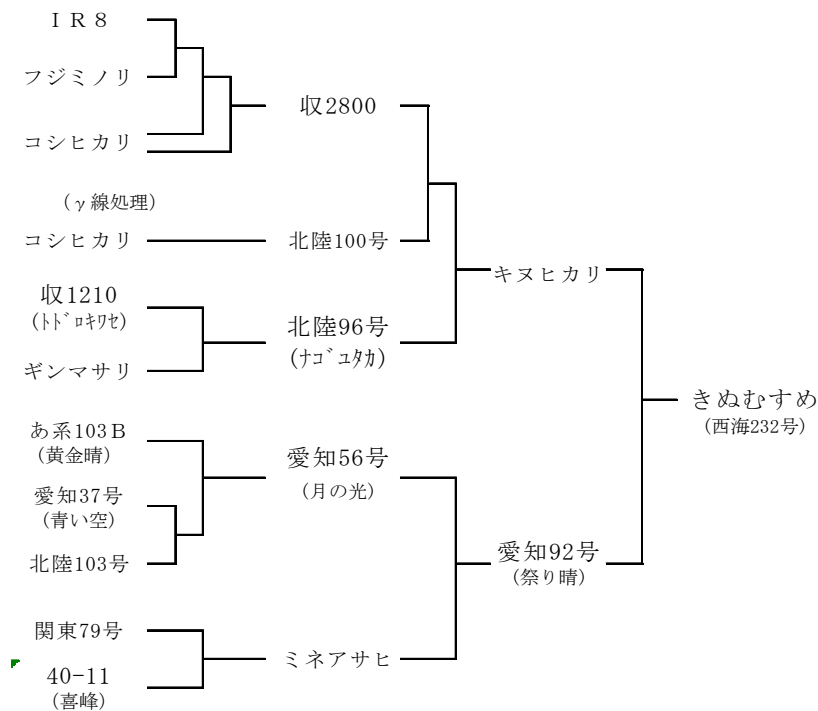 ＩＲ８
フジミノリ
収2800
コシヒカリ
（γ線処理）
コシヒカリ
北陸100号
キヌヒカリ
収1210
(ﾄﾄﾞﾛｷﾜｾ)
北陸96号
(ﾅｺﾞﾕﾀｶ)
ギンマサリ
きぬむすめ
(西海232号)
あ系103Ｂ
(黄金晴)
愛知56号
(月の光)
愛知37号
(青い空)
愛知92号
(祭り晴)
北陸103号
関東79号
ミネアサヒ
40-11
(喜峰)